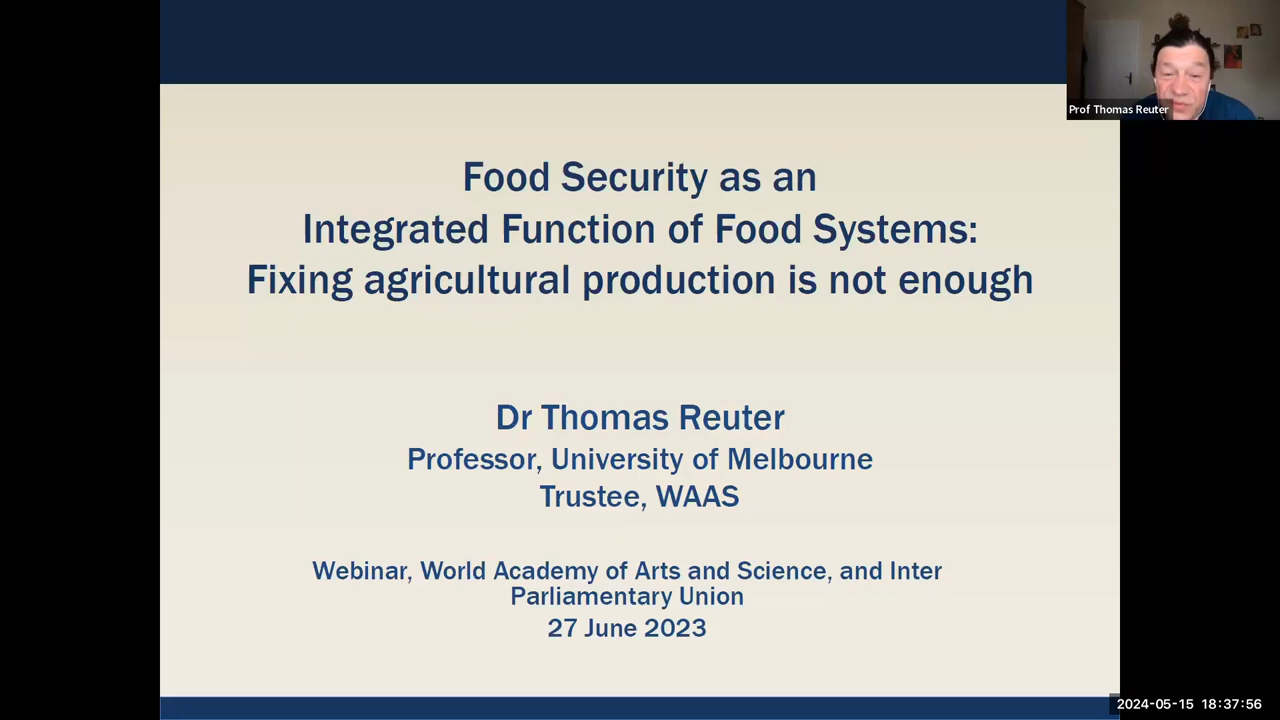 Prof Thomas Reuter
Food Security as an
Integrated Function of Food Systems:
Fixing agricultural production is not enough
Dr Thomas Reuter
Professor, University of Melbourne
Trustee, WAAS
Webinar, World Academy of Arts and Science, and Inter
Parliamentary Union
27 June 2023
2024-05-15 18:37:56